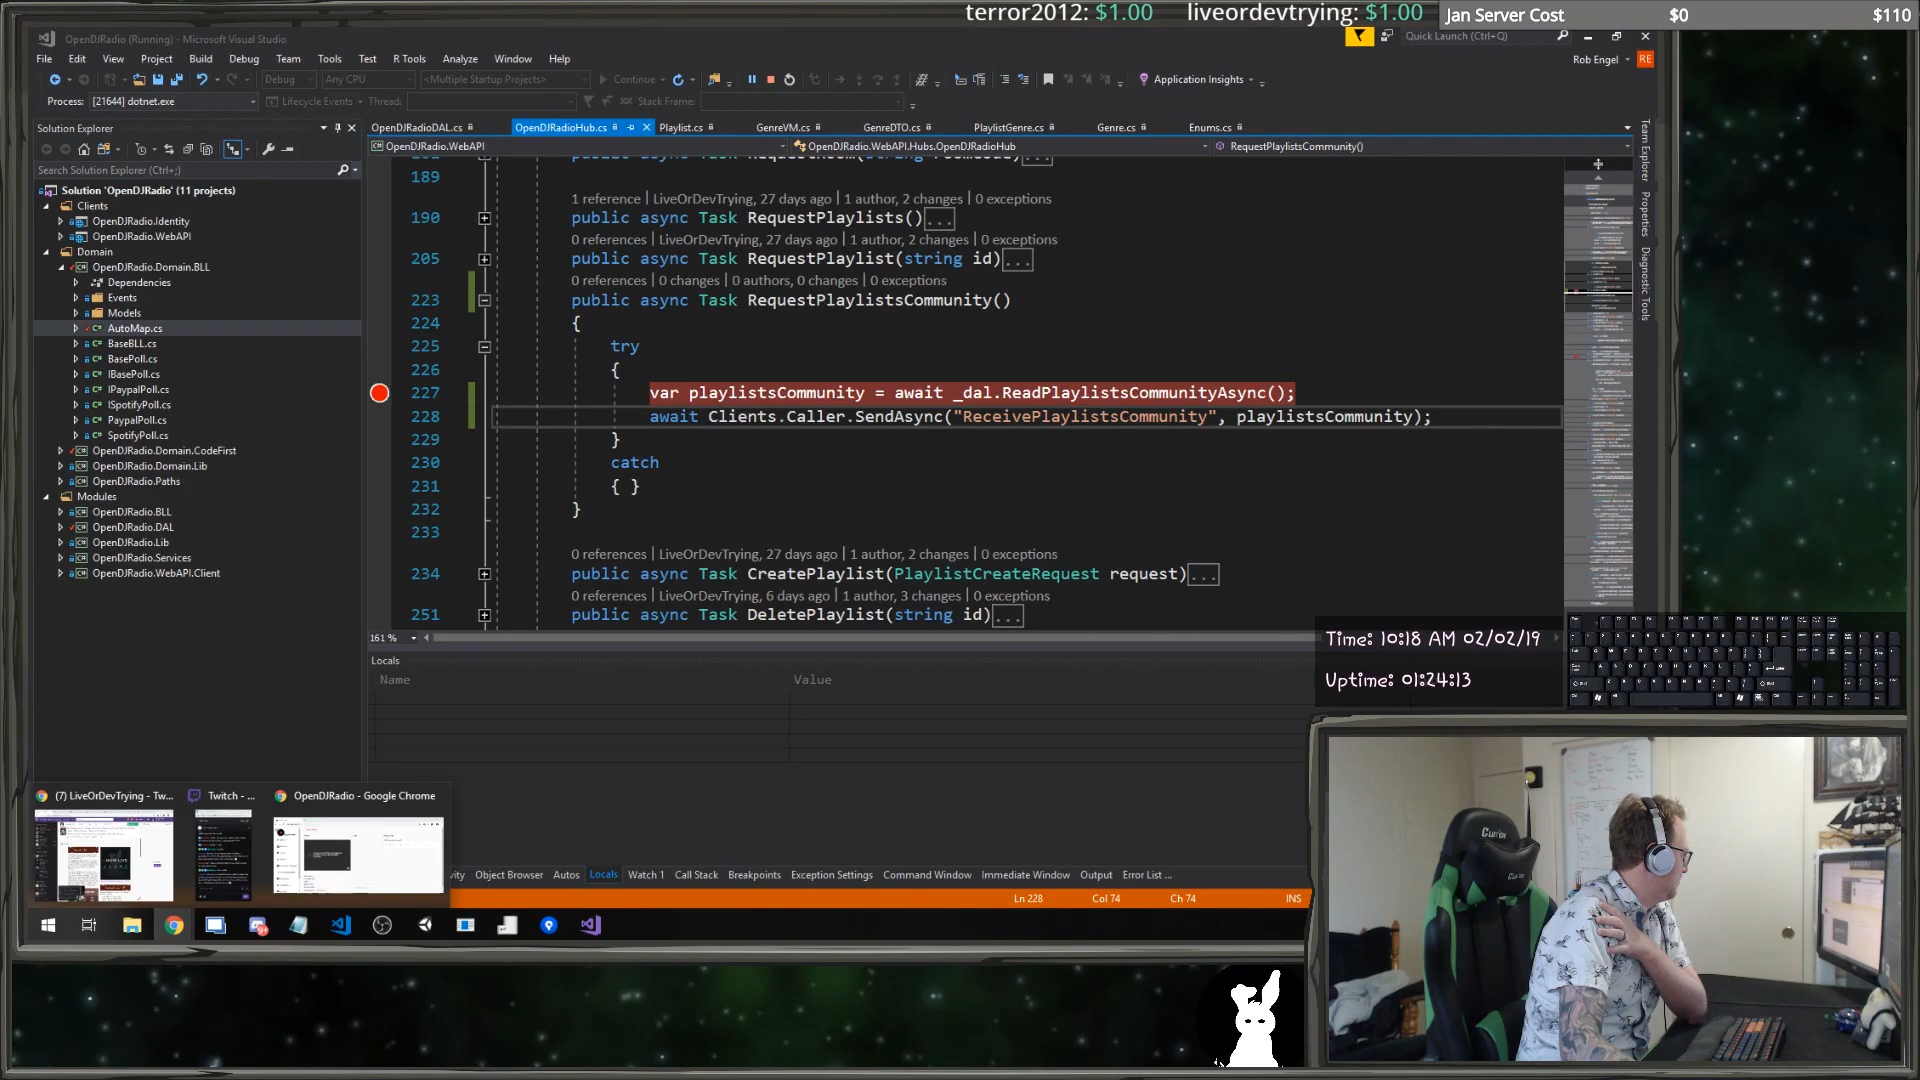 terror2012: $1.00 liveordevtrying: $1.00
Jan Server Cost $0 $110
OpenDJRadio (Running) - Microsoft Visual Studio
Quick Launch (Ctrl+Q)
File Edit View Project Build Debug Team Tools Test R Tools Analyze Window Help
Rob Engel RE
Debug Any CPU <Multiple Startup Projects> Continue Application Insights
Process: [21644] dotnet.exe Lifecycle Events Thread: Stack Frame:
Solution Explorer
Search Solution Explorer (Ctrl+;)
Solution 'OpenDJRadio' (11 projects)
Clients
OpenDJRadio.Identity
OpenDJRadio.WebAPI
Domain
OpenDJRadio.Domain.BLL
Dependencies
Events
Models
AutoMap.cs
BaseBLL.cs
BasePoll.cs
IBasePoll.cs
IPaypalPoll.cs
ISpotifyPoll.cs
PaypalPoll.cs
SpotifyPoll.cs
OpenDJRadio.Domain.CodeFirst
OpenDJRadio.Domain.Lib
OpenDJRadio.Paths
Modules
OpenDJRadio.BLL
OpenDJRadio.DAL
OpenDJRadio.Lib
OpenDJRadio.Services
OpenDJRadio.WebAPI.Client
OpenDJRadioDAL.cs OpenDJRadioHub.cs Playlist.cs GenreVM.cs GenreDTO.cs PlaylistGenre.cs Genre.cs Enums.cs
OpenDJRadio.WebAPI OpenDJRadio.WebAPI.Hubs.OpenDJRadioHub RequestPlaylistsCommunity()
189
1 reference | LiveOrDevTrying, 27 days ago | 1 author, 2 changes | 0 exceptions
190 public async Task RequestPlaylists()...
0 references | LiveOrDevTrying, 27 days ago | 1 author, 2 changes | 0 exceptions
205 public async Task RequestPlaylist(string id)...
0 references | 0 changes | 0 authors, 0 changes | 0 exceptions
223 public async Task RequestPlaylistsCommunity()
224 {
225 try
226 {
227 var playlistsCommunity = await _dal.ReadPlaylistsCommunityAsync();
228 await Clients.Caller.SendAsync("ReceivePlaylistsCommunity", playlistsCommunity);
229 }
230 catch
231 { }
232 }
233
0 references | LiveOrDevTrying, 27 days ago | 1 author, 2 changes | 0 exceptions
234 public async Task CreatePlaylist(PlaylistCreateRequest request)...
0 references | LiveOrDevTrying, 6 days ago | 1 author, 3 changes | 0 exceptions
251 public async Task DeletePlaylist(string id)...
161 %
Team Explorer
Properties
Diagnostic Tools
Time: 10:18 AM 02/02/19
Uptime: 01:24:13
Locals
Name Value
(7) LiveOrDevTrying - Tw... Twitch - ... OpenDJRadio - Google Chrome
Object Browser Autos Locals Watch 1 Call Stack Breakpoints Exception Settings Command Window Immediate Window Output Error List ...
Ln 228 Col 74 Ch 74 INS